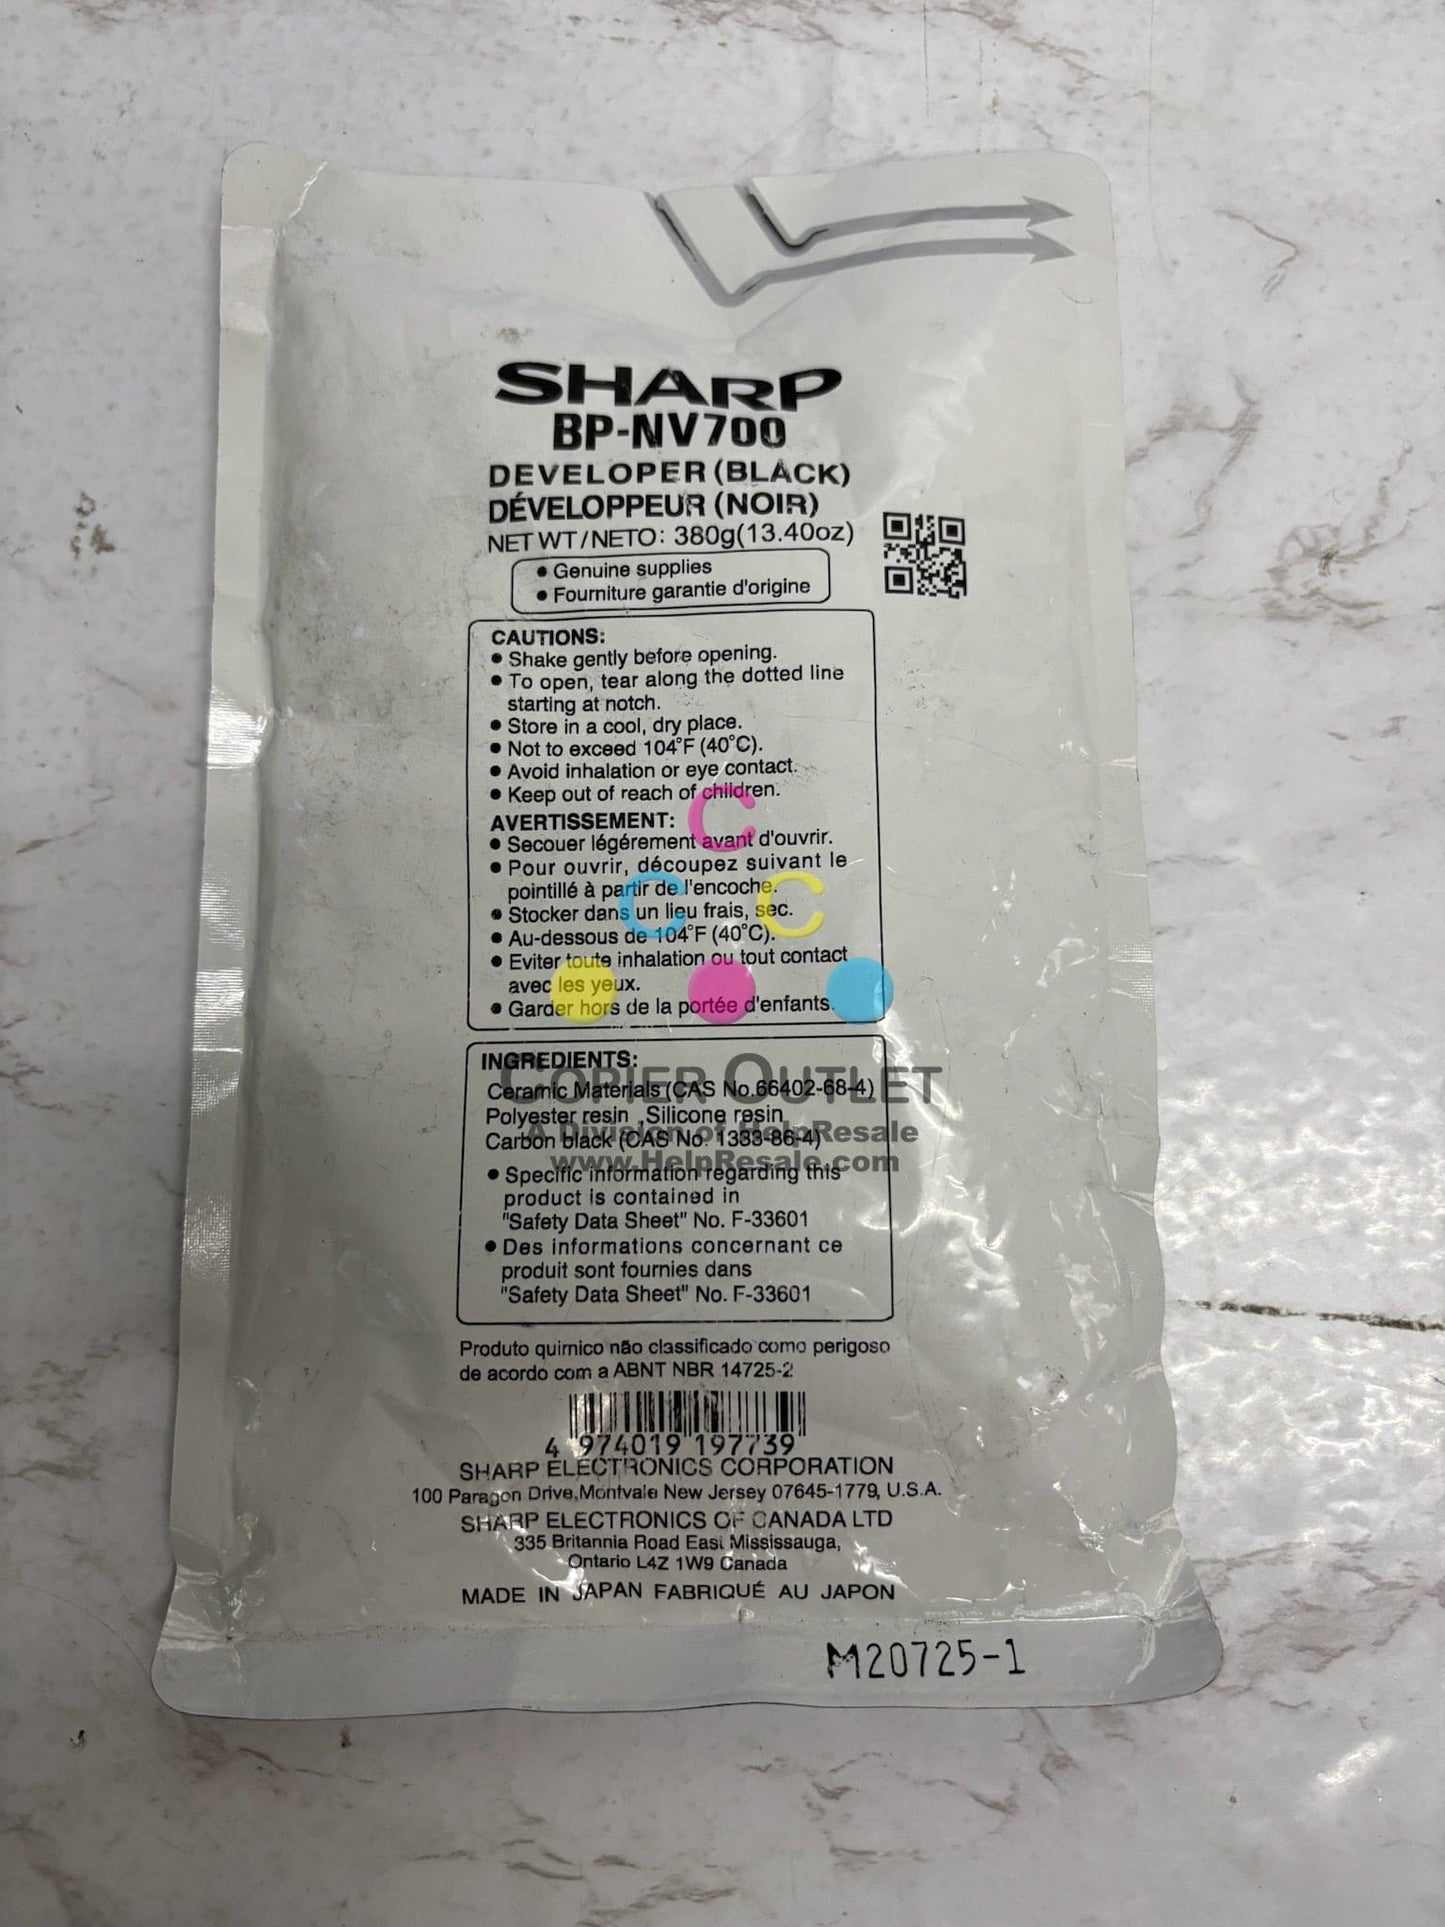 SHARP
BP-NV700
DEVELOPER (BLACK)
DÉVELOPPEUR (NOIR)
NET WT/NETO: 380g(13.40oz)
● Genuine supplies
● Fourniture garantie d'origine
CAUTIONS:
● Shake gently before opening.
● To open, tear along the dotted line
starting at notch.
● Store in a cool, dry place.
● Not to exceed 104°F (40°C).
● Avoid inhalation or eye contact.
● Keep out of reach of children.
AVERTISSEMENT:
● Secouer légérement avant d'ouvrir.
● Pour ouvrir, découpez suivant le
pointillé à partir de l'encoche.
● Stocker dans un lieu frais, sec.
● Au-dessous de 104°F (40°C).
● Eviter toute inhalation ou tout contact
avec les yeux.
● Garder hors de la portée d'enfants.
C
C C
INGREDIENTS:
Ceramic Materials (CAS No.66402-68-4)
Polyester resin ,Silicone resin
Carbon black (CAS No. 1333-86-4)
COPIER OUTLET
A Division of HelpResale
www.HelpResale.com
● Specific information regarding this
product is contained in
"Safety Data Sheet" No. F-33601
● Des informations concernant ce
produit sont fournies dans
"Safety Data Sheet" No. F-33601
Produto quimico não classificado como perigoso
de acordo com a ABNT NBR 14725-2
4 974019 197739
SHARP ELECTRONICS CORPORATION
100 Paragon Drive,Montvale New Jersey 07645-1779, U.S.A.
SHARP ELECTRONICS OF CANADA LTD
335 Britannia Road East Mississauga,
Ontario L4Z 1W9 Canada
MADE IN JAPAN FABRIQUÉ AU JAPON
M20725-1